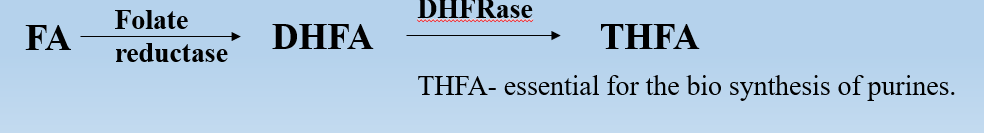 DHFRase
Folate
FA DHFA THFA
reductase
THFA- essential for the bio synthesis of purines.